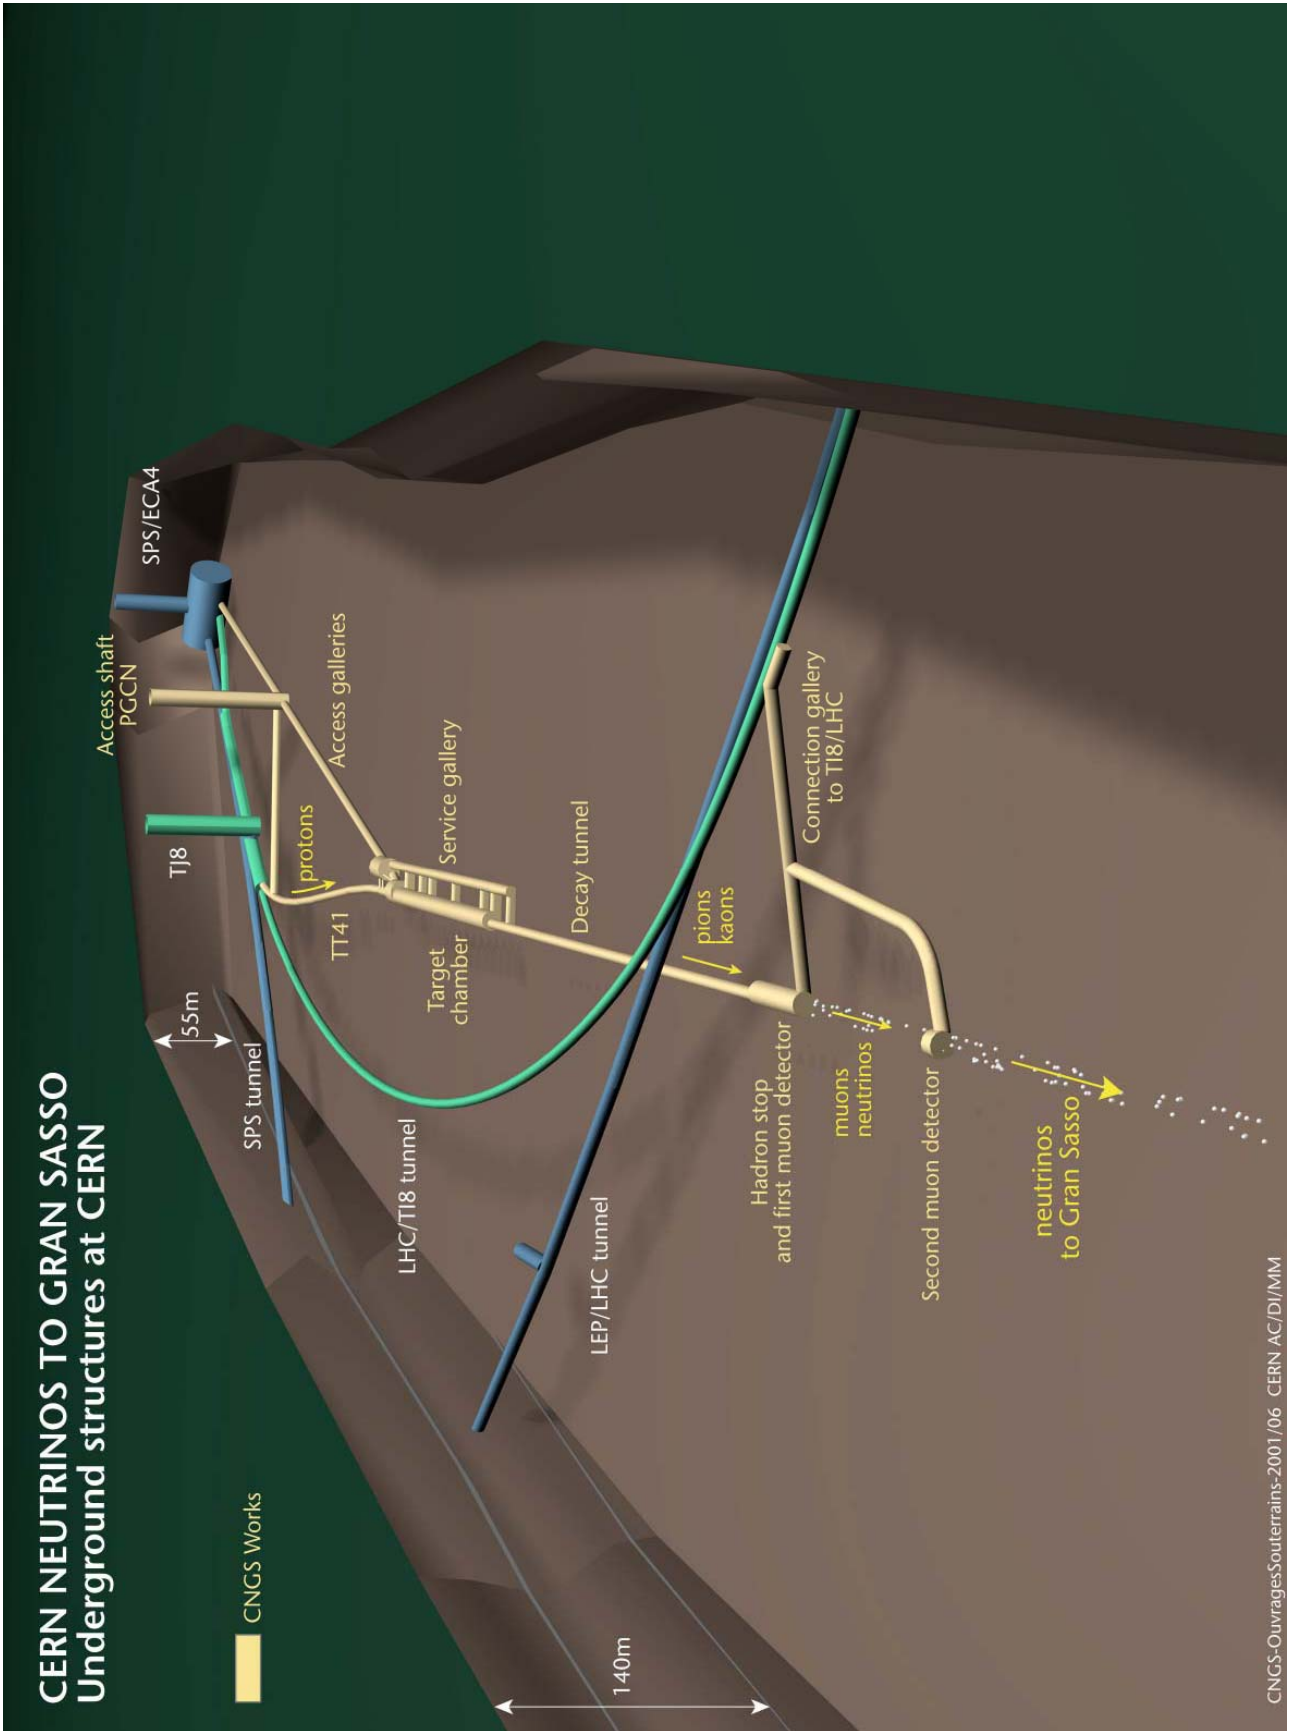 CERN NEUTRINOS TO GRAN SASSO
Underground structures at CERN
CNGS Works
SPS/ECA4
Access shaft
PGCN
TJ8
55m
SPS tunnel
Access galleries
protons
TT41
Service gallery
Target
chamber
LHC/TI8 tunnel
Decay tunnel
LEP/LHC tunnel
pions
kaons
Connection gallery
to TI8/LHC
Hadron stop
and first muon detector
muons
neutrinos
Second muon detector
neutrinos
to Gran Sasso
140m
CNGS-OuvragesSouterrains-2001/06 CERN AC/DI/MM